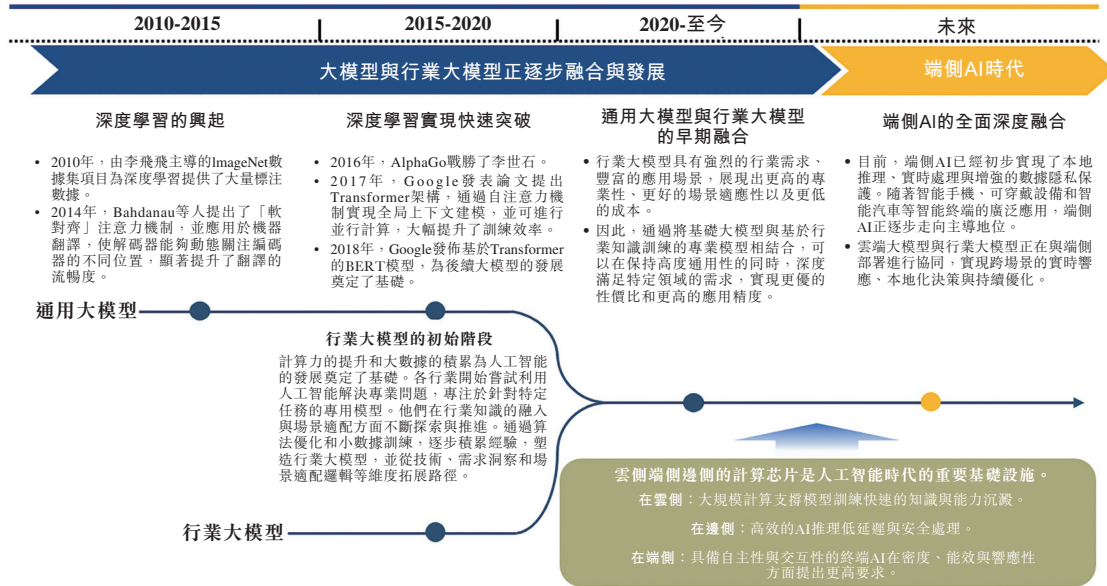 2010-2015
2015-2020
2020-至今
未來
大模型與行業大模型正逐步融合與發展
端側AI時代
深度學習的興起
• 2010年，由李飛飛主導的ImageNet數
據集項目為深度學習提供了大量標注
數據。
• 2014年，Bahdanau等人提出了「軟
對齊」注意力機制，並應用於機器
翻譯，使解碼器能夠動態關注編碼
器的不同位置，顯著提升了翻譯的
流暢度。
深度學習實現快速突破
• 2016年，AlphaGo戰勝了李世石。
• 2017年，Google發表論文提出
Transformer架構，通過自注意力機
制實現全局上下文建模，並可進行
並行計算，大幅提升了訓練效率。
• 2018年，Google發佈基於Transformer
的BERT模型，為後續大模型的發展
奠定了基礎。
通用大模型與行業大模型
的早期融合
• 行業大模型具有強烈的行業需求、
豐富的應用場景，展現出更高的專
業性、更好的場景適應性以及更低
的成本。
• 因此，通過將基礎大模型與基於行
業知識訓練的專業模型相結合，可
以在保持高度通用性的同時，深度
滿足特定領域的需求，實現更優的
性價比和更高的應用精度。
端側AI的全面深度融合
• 目前，端側AI已經初步實現了本地
推理、實時處理與增強的數據隱私保
護。隨著智能手機、可穿戴設備和智
能汽車等智能終端的廣泛應用，端側
AI正逐步走向主導地位。
• 雲端大模型與行業大模型正在與端側
部署進行協同，實現跨場景的實時響
應、本地化決策與持續優化。
通用大模型
行業大模型的初始階段
計算力的提升和大數據的積累為人工智能
的發展奠定了基礎。各行業開始嘗試利用
人工智能解決專業問題，專注於針對特定
任務的專用模型。他們在行業知識的融入
與場景適配方面不斷探索與推進。通過算
法優化和小數據訓練，逐步積累經驗，塑
造行業大模型，並從技術、需求洞察和場
景適配邏輯等維度拓展路徑。
行業大模型
雲側端側邊側的計算芯片是人工智能時代的重要基礎設施。
在雲側：大規模計算支撐模型訓練快速的知識與能力沉澱。
在邊側：高效的AI推理低延遲與安全處理。
在端側：具備自主性與交互性的終端AI在密度、能效與響應性
方面提出更高要求。